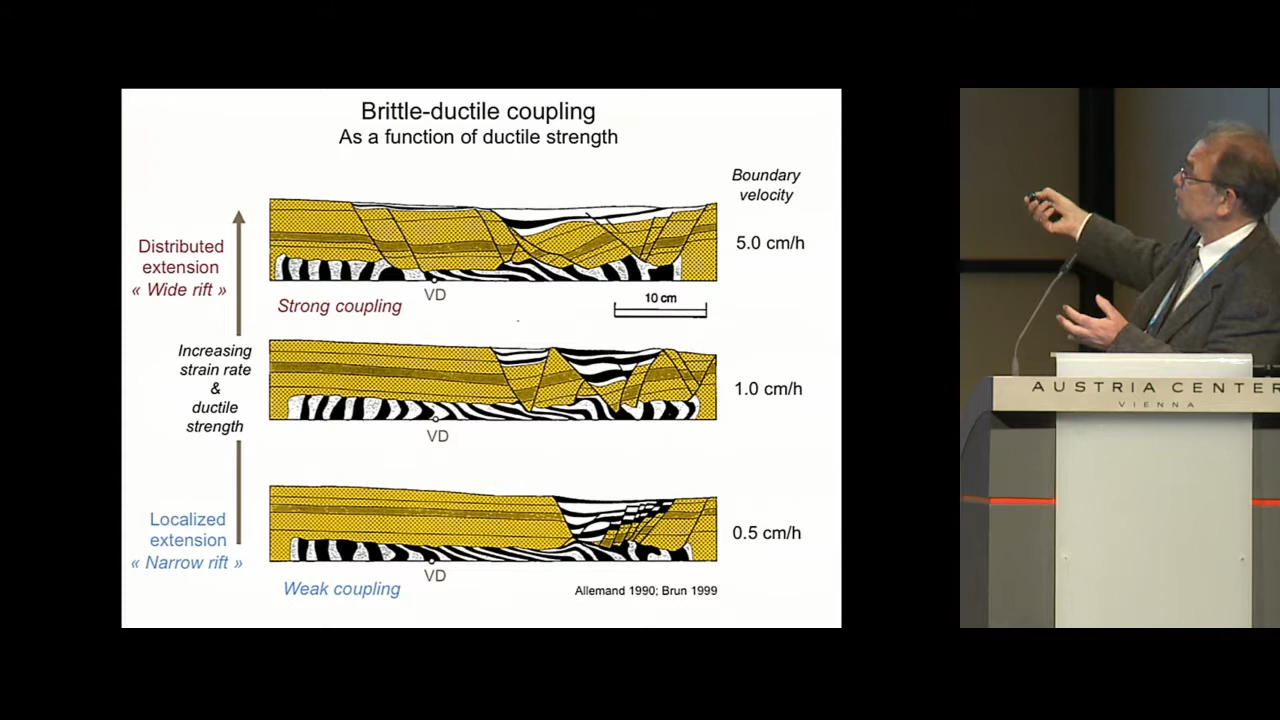 Brittle-ductile coupling
As a function of ductile strength
Boundary
velocity
5.0 cm/h
Distributed
extension
« Wide rift »
VD
Strong coupling
10 cm
Increasing
strain rate
&
ductile
strength
1.0 cm/h
VD
Localized
extension
« Narrow rift »
0.5 cm/h
VD
Weak coupling
Allemand 1990; Brun 1999
AUSTRIA CENTER
VIENNA